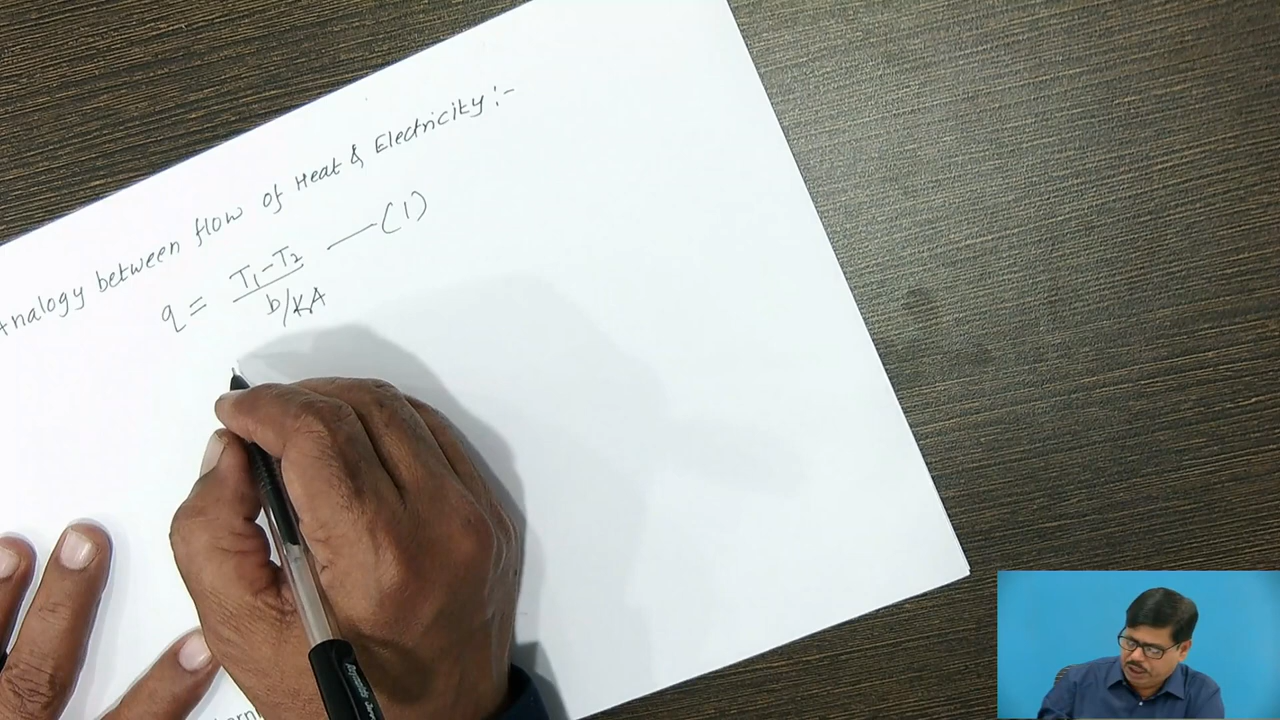 Analogy between flow of Heat & Electricity :-
q = T₁-T₂ / b/KA —(1)